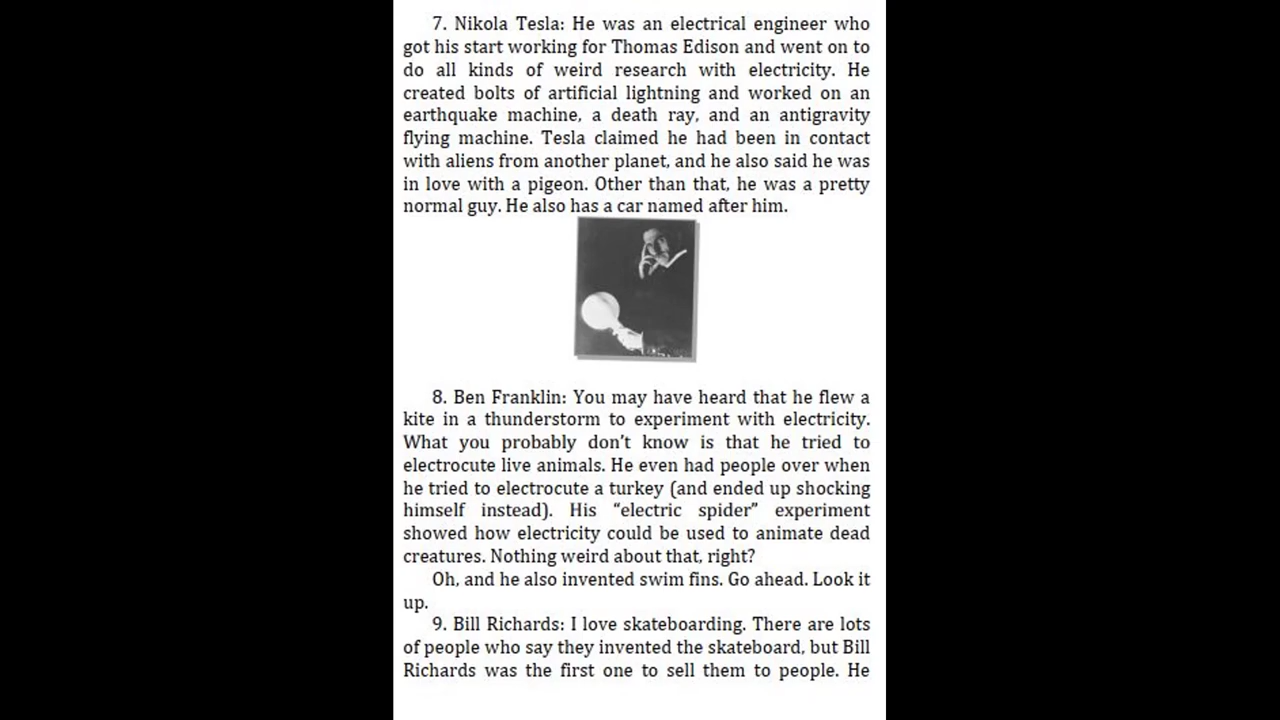 7. Nikola Tesla: He was an electrical engineer who
got his start working for Thomas Edison and went on to
do all kinds of weird research with electricity. He
created bolts of artificial lightning and worked on an
earthquake machine, a death ray, and an antigravity
flying machine. Tesla claimed he had been in contact
with aliens from another planet, and he also said he was
in love with a pigeon. Other than that, he was a pretty
normal guy. He also has a car named after him.
8. Ben Franklin: You may have heard that he flew a
kite in a thunderstorm to experiment with electricity.
What you probably don’t know is that he tried to
electrocute live animals. He even had people over when
he tried to electrocute a turkey (and ended up shocking
himself instead). His “electric spider” experiment
showed how electricity could be used to animate dead
creatures. Nothing weird about that, right?
Oh, and he also invented swim fins. Go ahead. Look it
up.
9. Bill Richards: I love skateboarding. There are lots
of people who say they invented the skateboard, but Bill
Richards was the first one to sell them to people. He